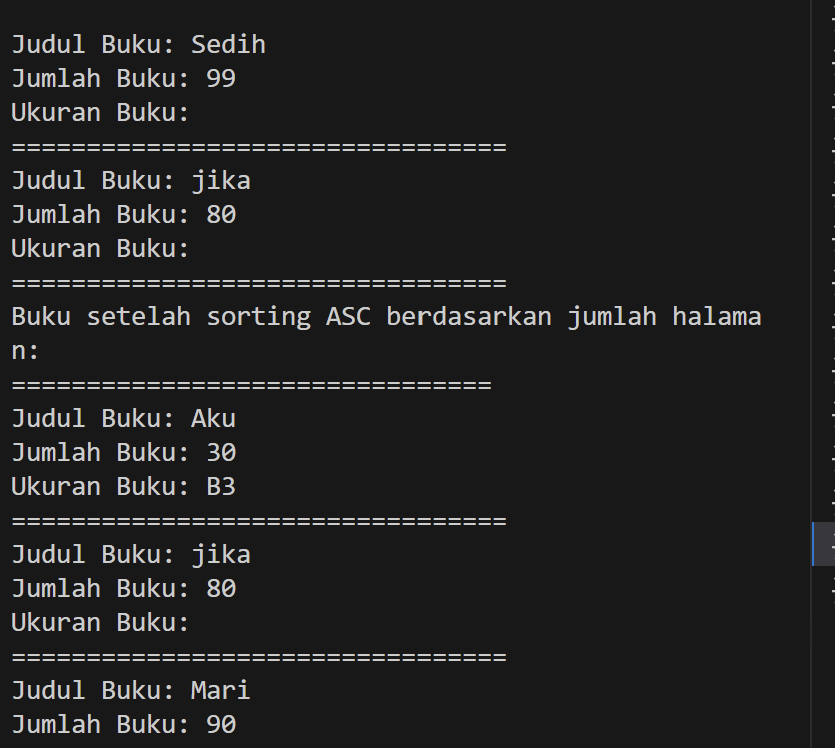 Judul Buku: Sedih
Jumlah Buku: 99
Ukuran Buku:
=================================
Judul Buku: jika
Jumlah Buku: 80
Ukuran Buku:
=================================
Buku setelah sorting ASC berdasarkan jumlah halama
n:
================================
Judul Buku: Aku
Jumlah Buku: 30
Ukuran Buku: B3
=================================
Judul Buku: jika
Jumlah Buku: 80
Ukuran Buku:
=================================
Judul Buku: Mari
Jumlah Buku: 90